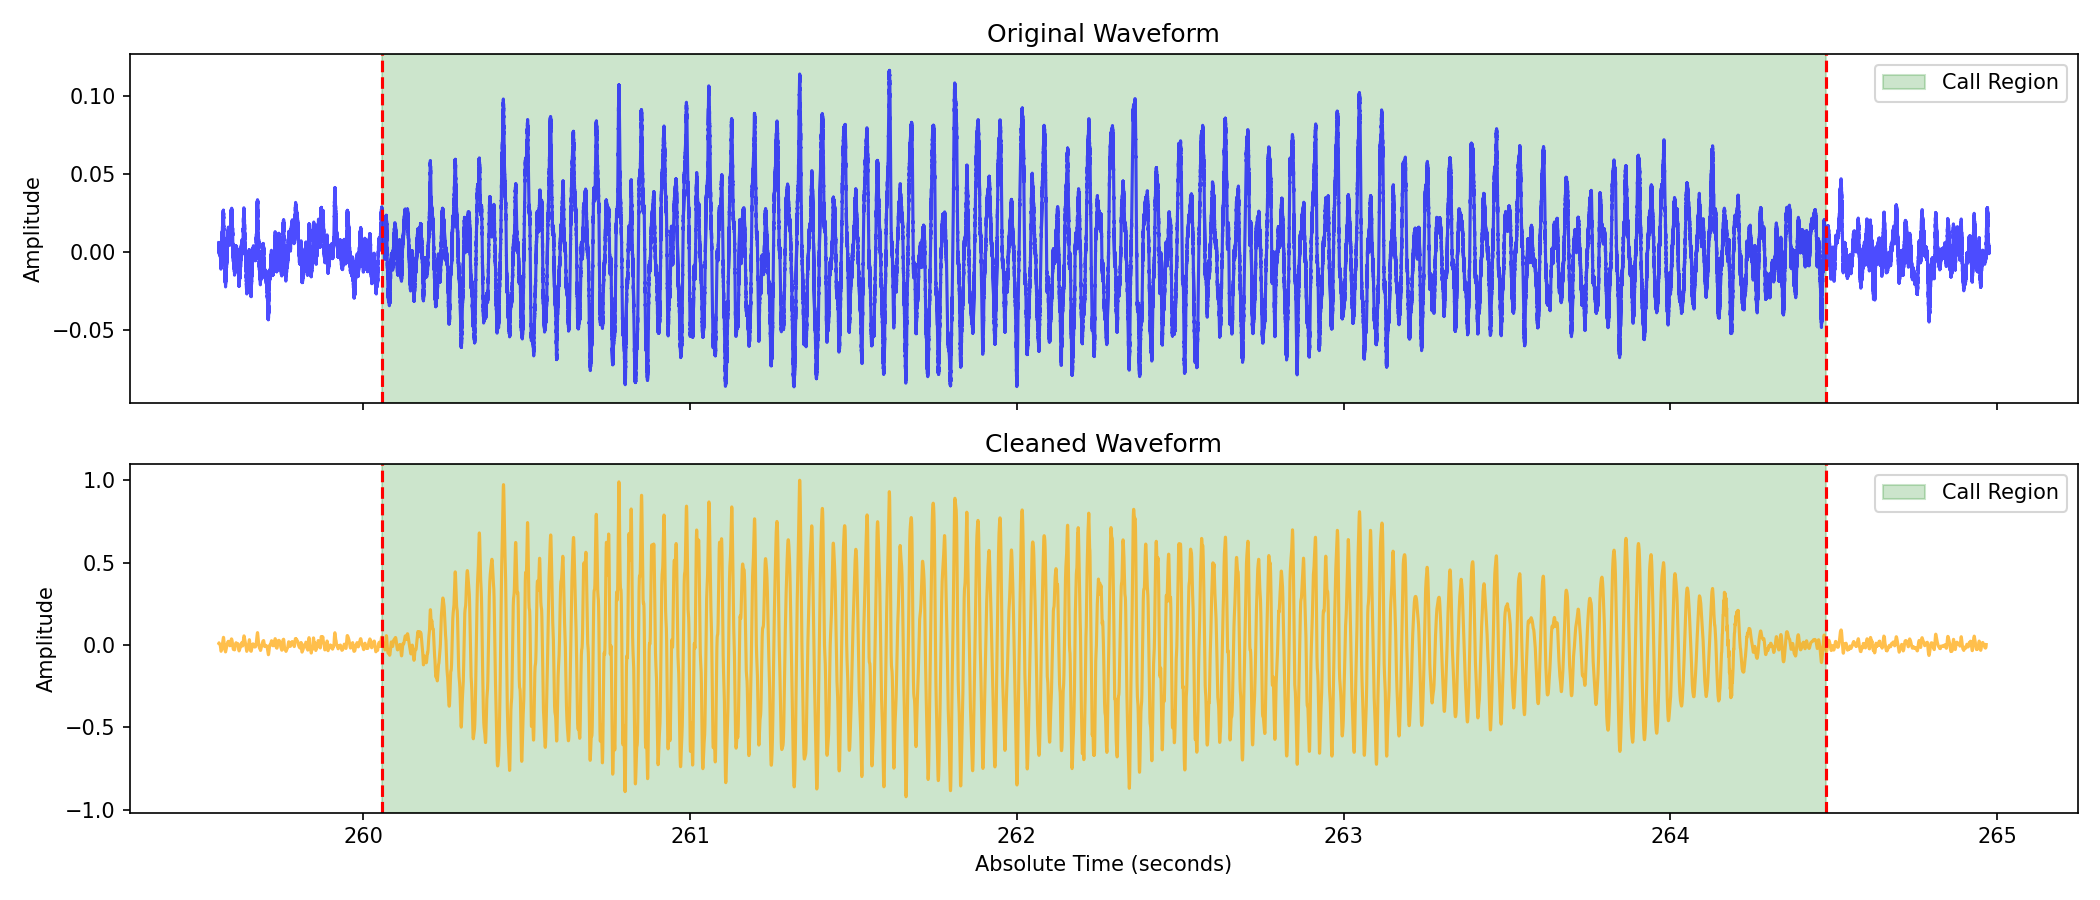 Original Waveform
Call Region
Amplitude
0.10
0.05
0.00
−0.05
Cleaned Waveform
Call Region
Amplitude
1.0
0.5
0.0
−0.5
−1.0
260 261 262 263 264 265
Absolute Time (seconds)